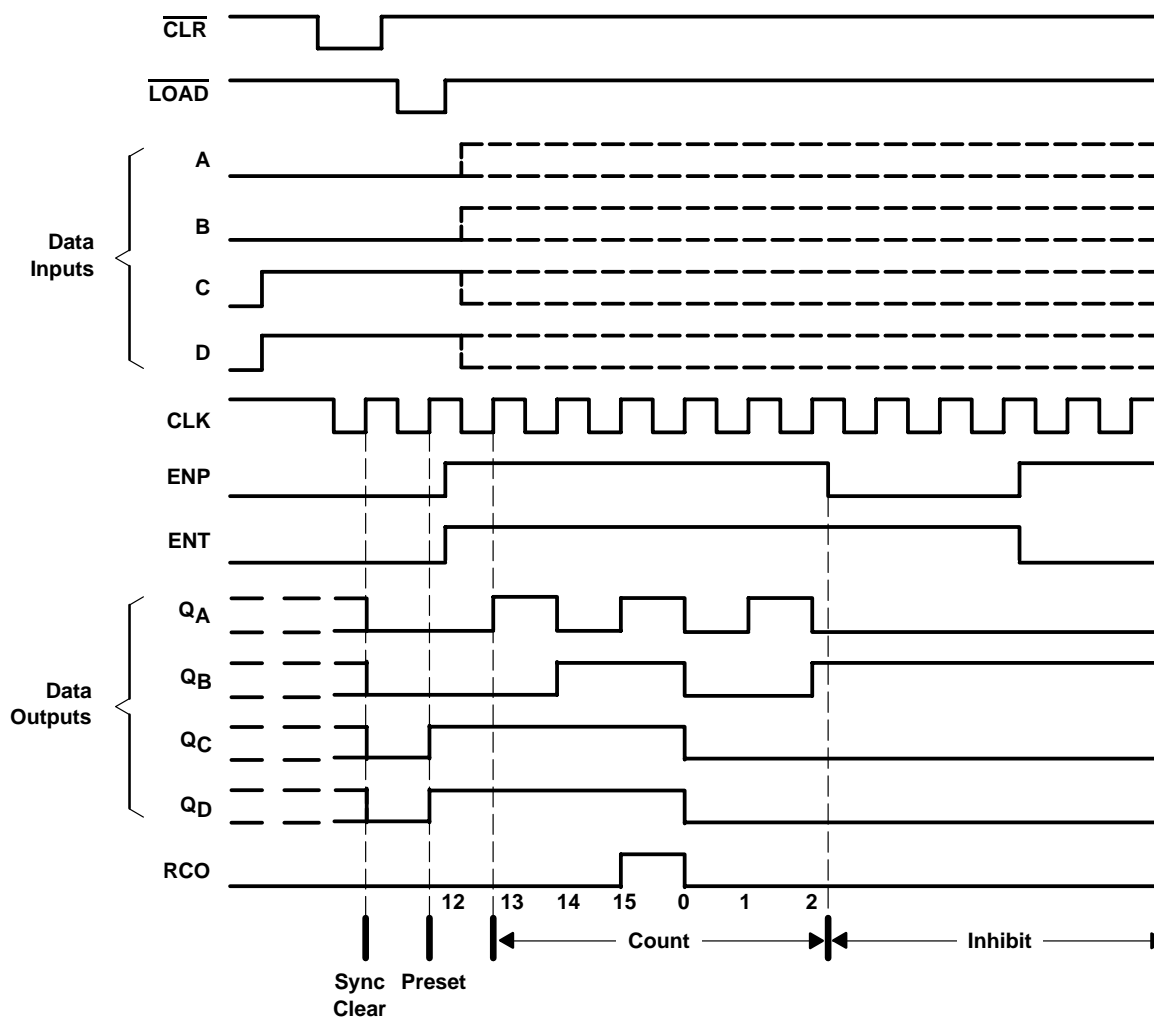 CLR
LOAD
A
B
Data
Inputs
C
D
CLK
ENP
ENT
QA
QB
Data
Outputs
QC
QD
RCO
12 13 14 15 0 1 2
Count Inhibit
Sync Preset
Clear